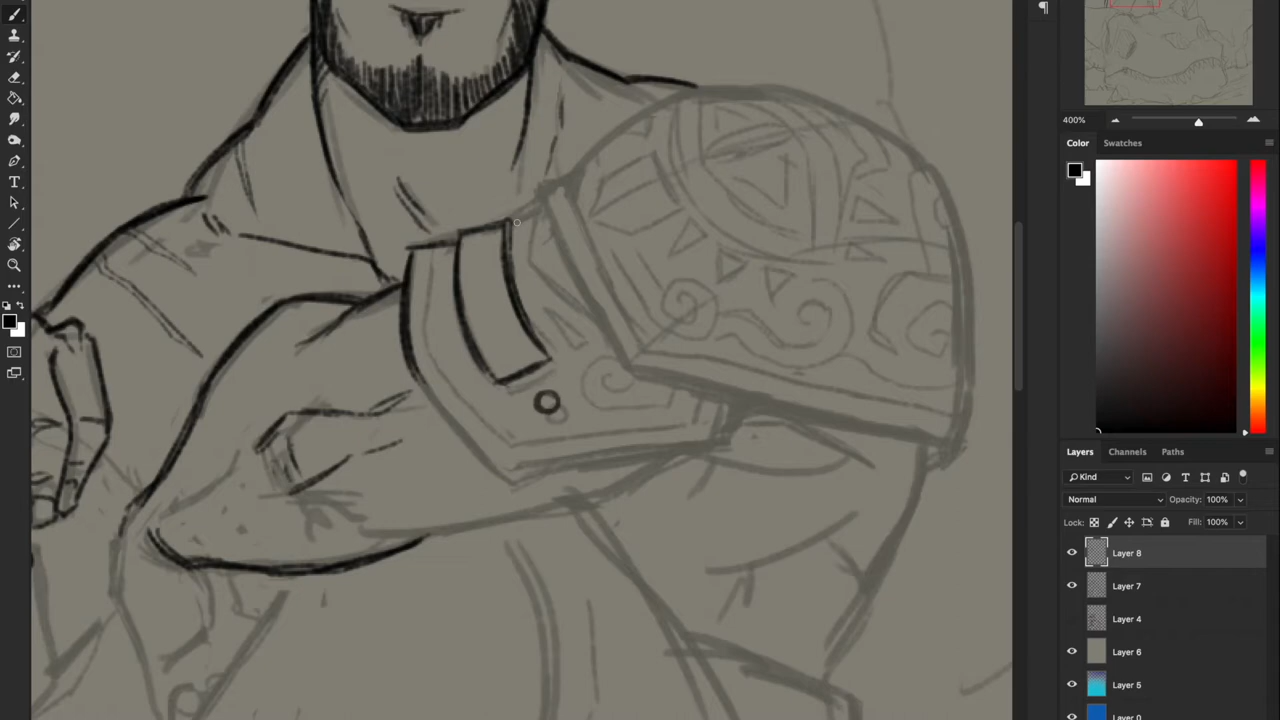 400%
Color Swatches
Layers Channels Paths
Kind
Normal Opacity: 100%
Lock: Fill: 100%
Layer 8
Layer 7
Layer 4
Layer 6
Layer 5
Layer 0